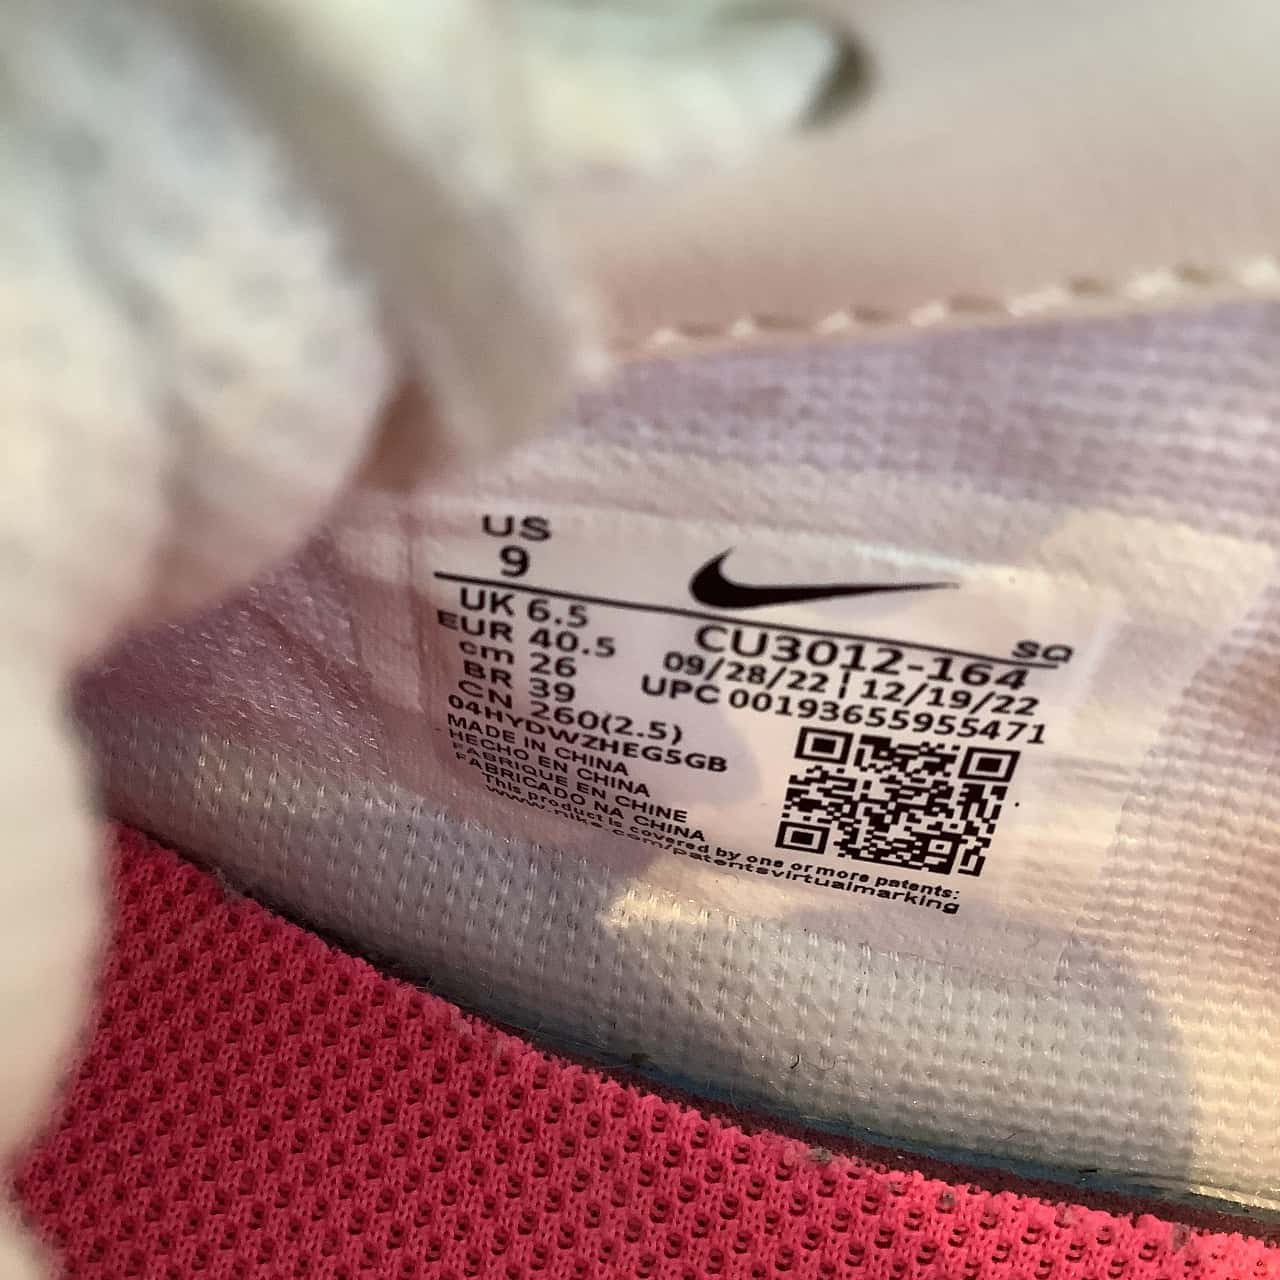 US
9
UK 6.5
EUR 40.5
cm 26
BR 39
CN 260(2.5)
04HYDWZHEG5GB
MADE IN CHINA
HECHO EN CHINA
FABRIQUE EN CHINE
FABRICADO NA CHINA
This product is covered by one or more patents:
www.nike.com/patentsvirtualmarking
SQ
CU3012-164
09/28/22 | 12/19/22
UPC 00193655955471